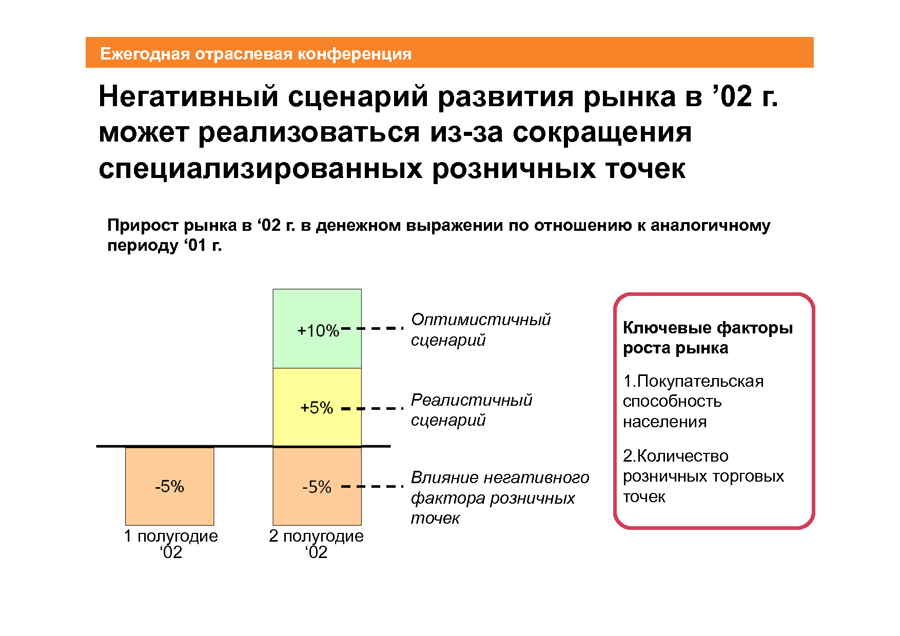 Ежегодная отраслевая конференция
Негативный сценарий развития рынка в ’02 г.
может реализоваться из-за сокращения
специализированных розничных точек
Прирост рынка в ‘02 г. в денежном выражении по отношению к аналогичному
периоду ‘01 г.
+10%
Оптимистичный
сценарий
+5%
Реалистичный
сценарий
-5%
-5%
Влияние негативного
фактора розничных
точек
1 полугодие
‘02
2 полугодие
‘02
Ключевые факторы
роста рынка
1.Покупательская
способность
населения
2.Количество
розничных торговых
точек